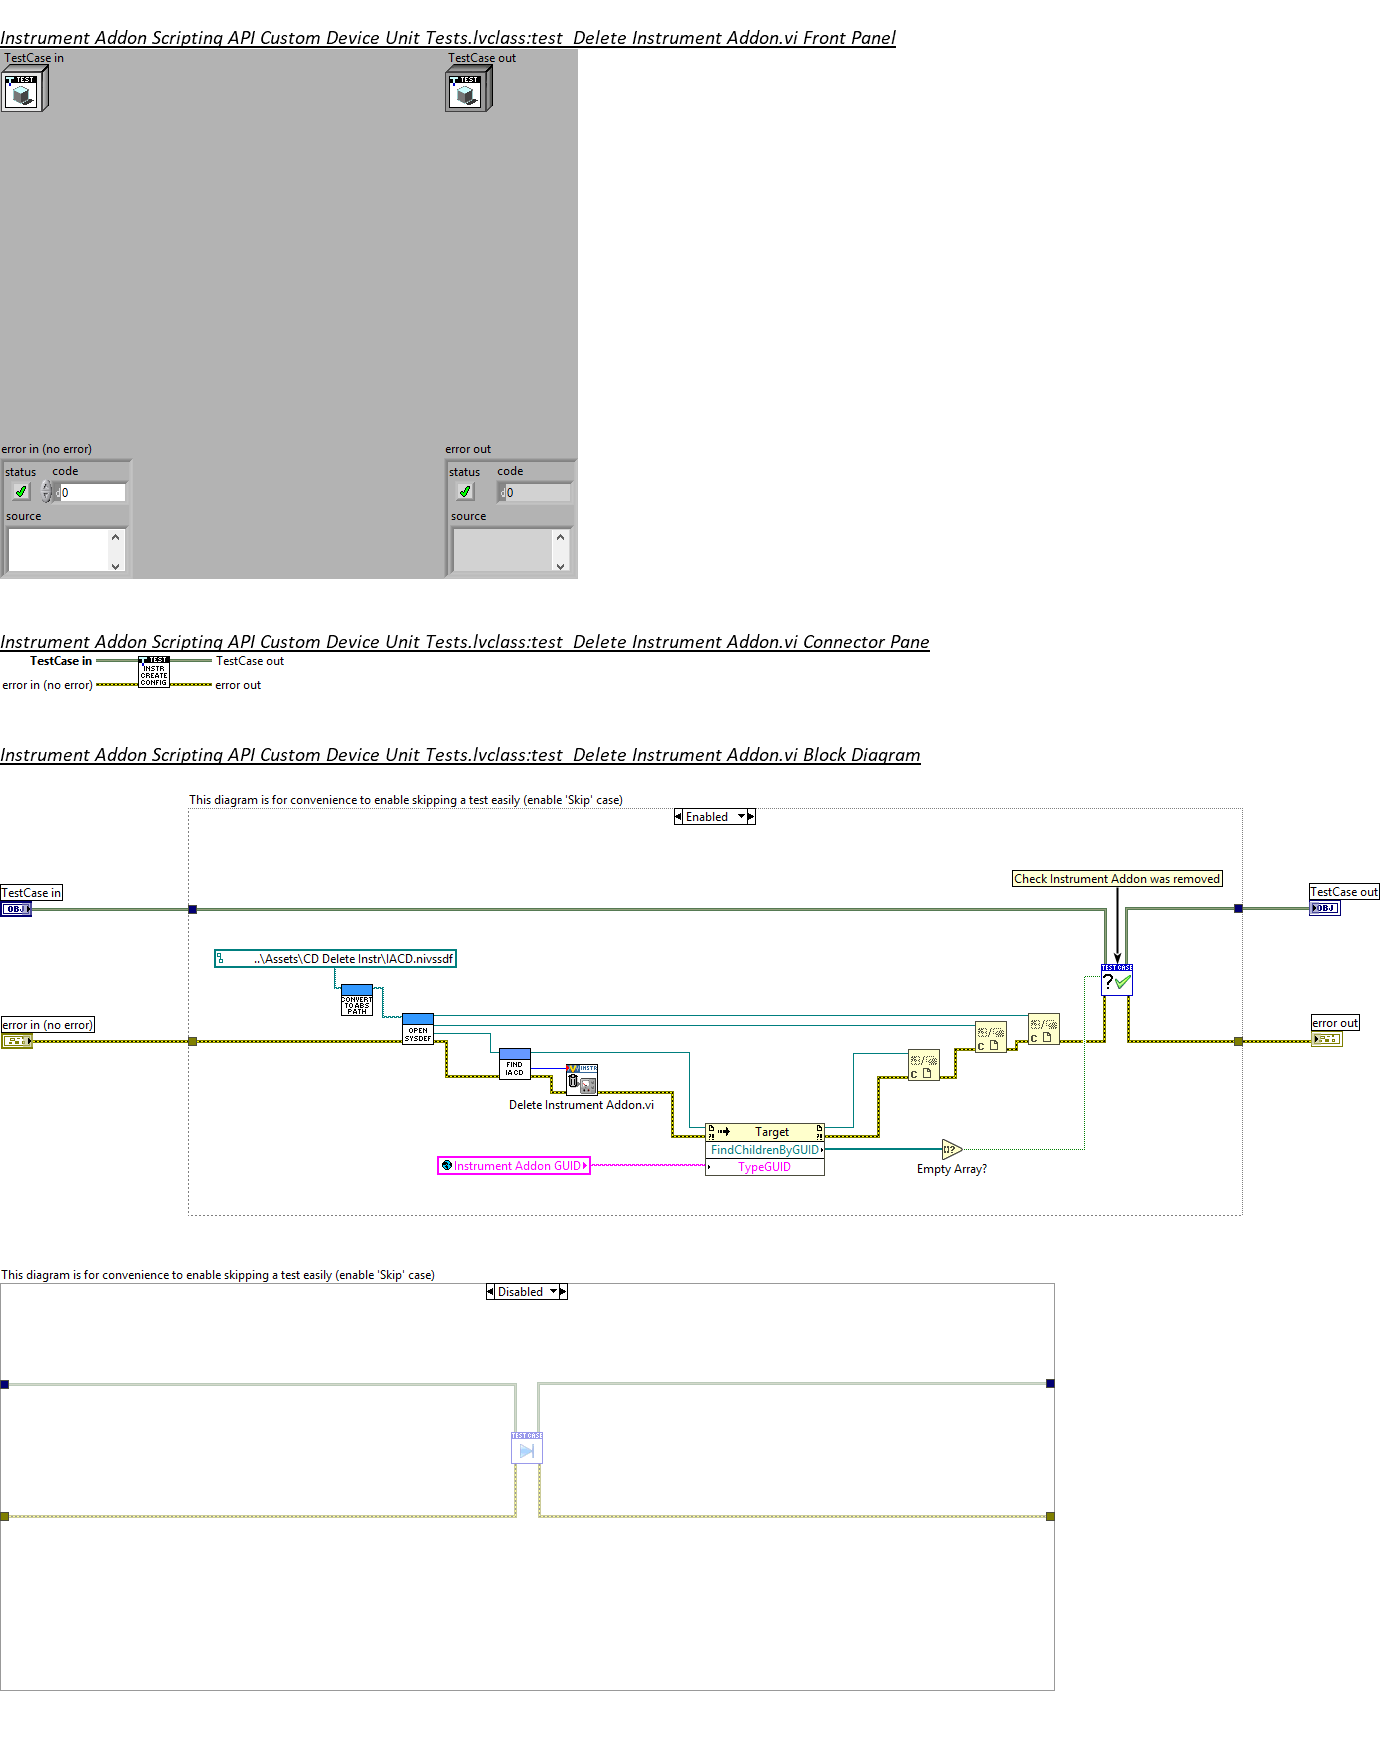 Instrument Addon Scripting API Custom Device Unit Tests.lvclass:test_Delete Instrument Addon.vi Front Panel
TestCase in
TestCase out
TEST
TEST
error in (no error)
error out
status
code
status
code
d0
d0
source
source
Instrument Addon Scripting API Custom Device Unit Tests.lvclass:test_Delete Instrument Addon.vi Connector Pane
TestCase in
TEST
INSTR
CREATE
CONFIG
TestCase out
error in (no error)
error out
Instrument Addon Scripting API Custom Device Unit Tests.lvclass:test_Delete Instrument Addon.vi Block Diagram
This diagram is for convenience to enable skipping a test easily (enable 'Skip' case)
Enabled
Check Instrument Addon was removed
TestCase in
OBJ
TestCase out
OBJ
..\Assets\CD Delete Instr\IACD.nivssdf
TEST CASE
?
CONVERT
TO ABS
PATH
error in (no error)
error out
OPEN
SYSDEF
C
C
FIND
IACD
INSTR
C
Delete Instrument Addon.vi
Target
FindChildrenByGUID
Instrument Addon GUID
TypeGUID
Empty Array?
This diagram is for convenience to enable skipping a test easily (enable 'Skip' case)
Disabled
TEST CASE